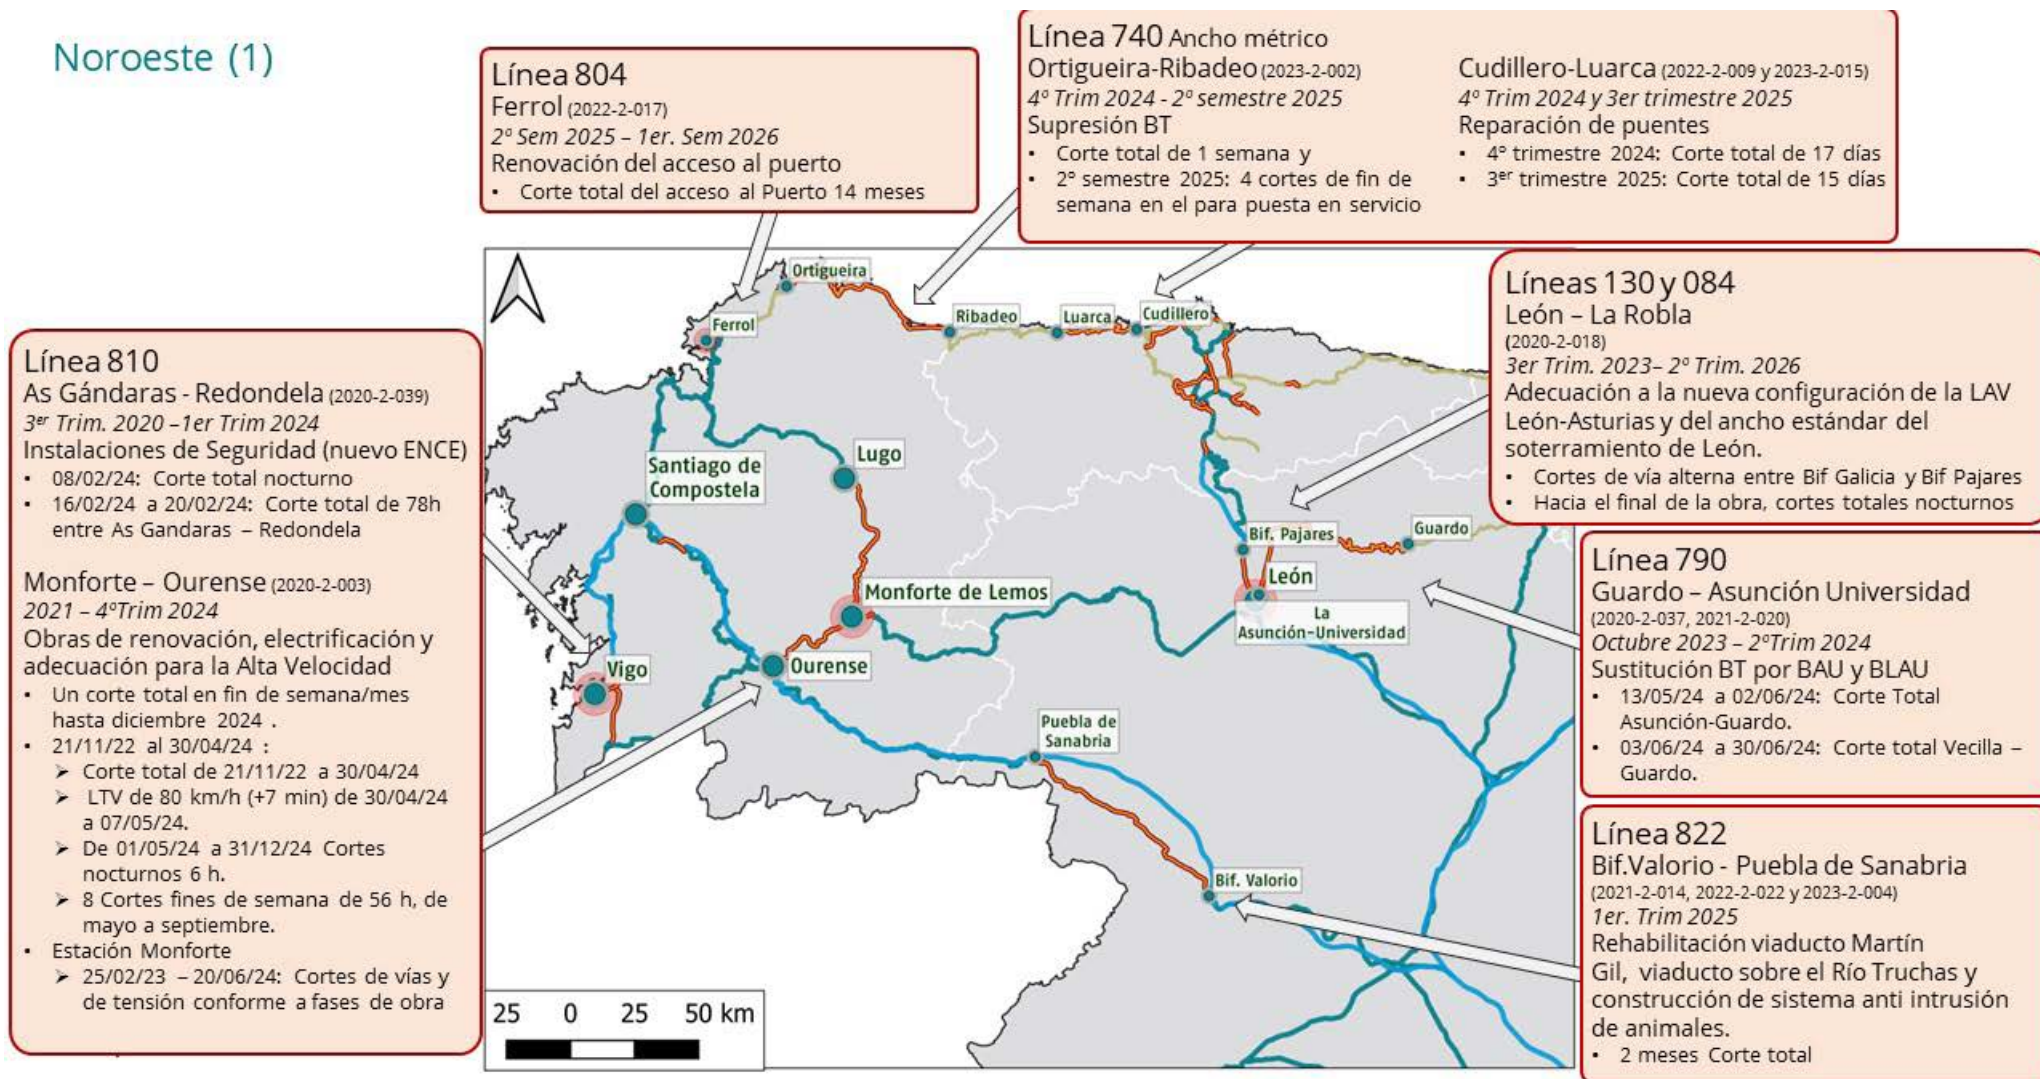 Noroeste (1)
Línea 804
Ferrol (2022-2-017)
2º Sem 2025 – 1er. Sem 2026
Renovación del acceso al puerto
• Corte total del acceso al Puerto 14 meses
Línea 740 Ancho métrico
Ortigueira-Ribadeo (2023-2-002)
4º Trim 2024 - 2º semestre 2025
Supresión BT
• Corte total de 1 semana y
• 2º semestre 2025: 4 cortes de fin de
semana en el para puesta en servicio
Cudillero-Luarca (2022-2-009 y 2023-2-015)
4º Trim 2024 y 3er trimestre 2025
Reparación de puentes
• 4º trimestre 2024: Corte total de 17 días
• 3er trimestre 2025: Corte total de 15 días
Líneas 130 y 084
León – La Robla
(2020-2-018)
3er Trim. 2023– 2º Trim. 2026
Adecuación a la nueva configuración de la LAV
León-Asturias y del ancho estándar del
soterramiento de León.
• Cortes de vía alterna entre Bif Galicia y Bif Pajares
• Hacia el final de la obra, cortes totales nocturnos
Línea 810
As Gándaras - Redondela (2020-2-039)
3er Trim. 2020 –1er Trim 2024
Instalaciones de Seguridad (nuevo ENCE)
• 08/02/24: Corte total nocturno
• 16/02/24 a 20/02/24: Corte total de 78h
entre As Gandaras – Redondela
Monforte – Ourense (2020-2-003)
2021 – 4ºTrim 2024
Obras de renovación, electrificación y
adecuación para la Alta Velocidad
• Un corte total en fin de semana/mes
hasta diciembre 2024 .
• 21/11/22 al 30/04/24 :
➢ Corte total de 21/11/22 a 30/04/24
➢ LTV de 80 km/h (+7 min) de 30/04/24
a 07/05/24.
➢ De 01/05/24 a 31/12/24 Cortes
nocturnos 6 h.
➢ 8 Cortes fines de semana de 56 h, de
mayo a septiembre.
• Estación Monforte
➢ 25/02/23 – 20/06/24: Cortes de vías y
de tensión conforme a fases de obra
Línea 790
Guardo – Asunción Universidad
(2020-2-037, 2021-2-020)
Octubre 2023 – 2ºTrim 2024
Sustitución BT por BAU y BLAU
• 13/05/24 a 02/06/24: Corte Total
Asunción-Guardo.
• 03/06/24 a 30/06/24: Corte total Vecilla –
Guardo.
Línea 822
Bif.Valorio - Puebla de Sanabria
(2021-2-014, 2022-2-022 y 2023-2-004)
1er. Trim 2025
Rehabilitación viaducto Martín
Gil, viaducto sobre el Río Truchas y
construcción de sistema anti intrusión
de animales.
• 2 meses Corte total
Ortigueira
Ferrol
Ribadeo
Luarca
Cudillero
Santiago de
Compostela
Lugo
Bif. Pajares
Guardo
León
La
Asunción-Universidad
Monforte de Lemos
Ourense
Vigo
Puebla de
Sanabria
Bif. Valorio
25 0 25 50 km